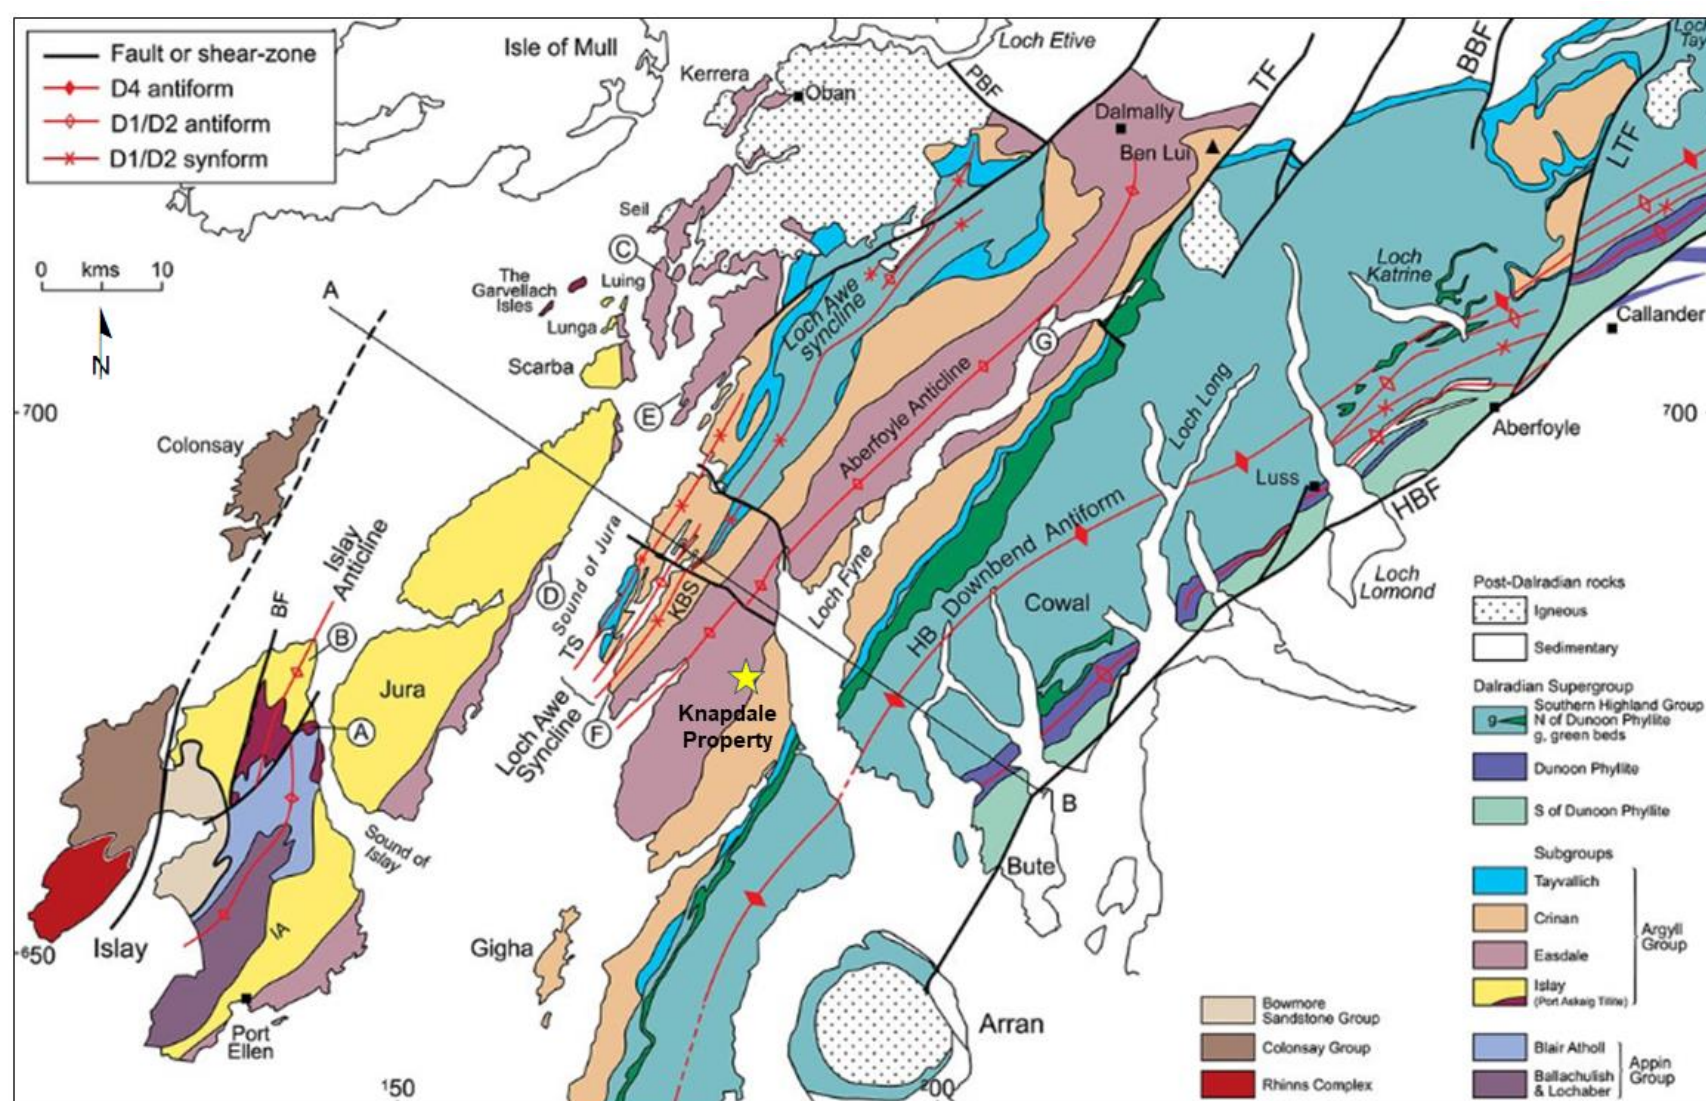 Fault or shear-zone
D4 antiform
D1/D2 antiform
D1/D2 synform
Isle of Mull
Loch Etive
Kerrera
Oban
PBF
Dalmally
Ben Lui
TF
BBF
LTF
Loch
Tay
Seil
C
0 kms 10
The
Garvellach
Isles
Luing
Lunga
Scarba
A
N
Loch Awe
syncline
G
Loch
Katrine
Callander
E
700
700
Colonsay
Aberfoyle Anticline
Loch Long
Aberfoyle
Luss
HBF
D
Sound of Jura
Loch Fyne
HB Downbend Antiform
Cowal
Loch
Lomond
Islay
Anticline
BF
B
TS
KBS
Jura
A
Loch Awe
Syncline
F
Knapdale
Property
B
Sound of
Islay
Bute
Islay
IA
650
Gigha
Port
Ellen
Arran
150
200
Post-Dalradian rocks
Igneous
Sedimentary
Dalradian Supergroup
Southern Highland Group
g N of Dunoon Phyllite
g, green beds
Dunoon Phyllite
S of Dunoon Phyllite
Subgroups
Tayvallich
Crinan
Easdale
Islay
(Port Askaig Tillite)
Argyll
Group
Blair Atholl
Ballachulish
& Lochaber
Appin
Group
Bowmore
Sandstone Group
Colonsay Group
Rhinns Complex